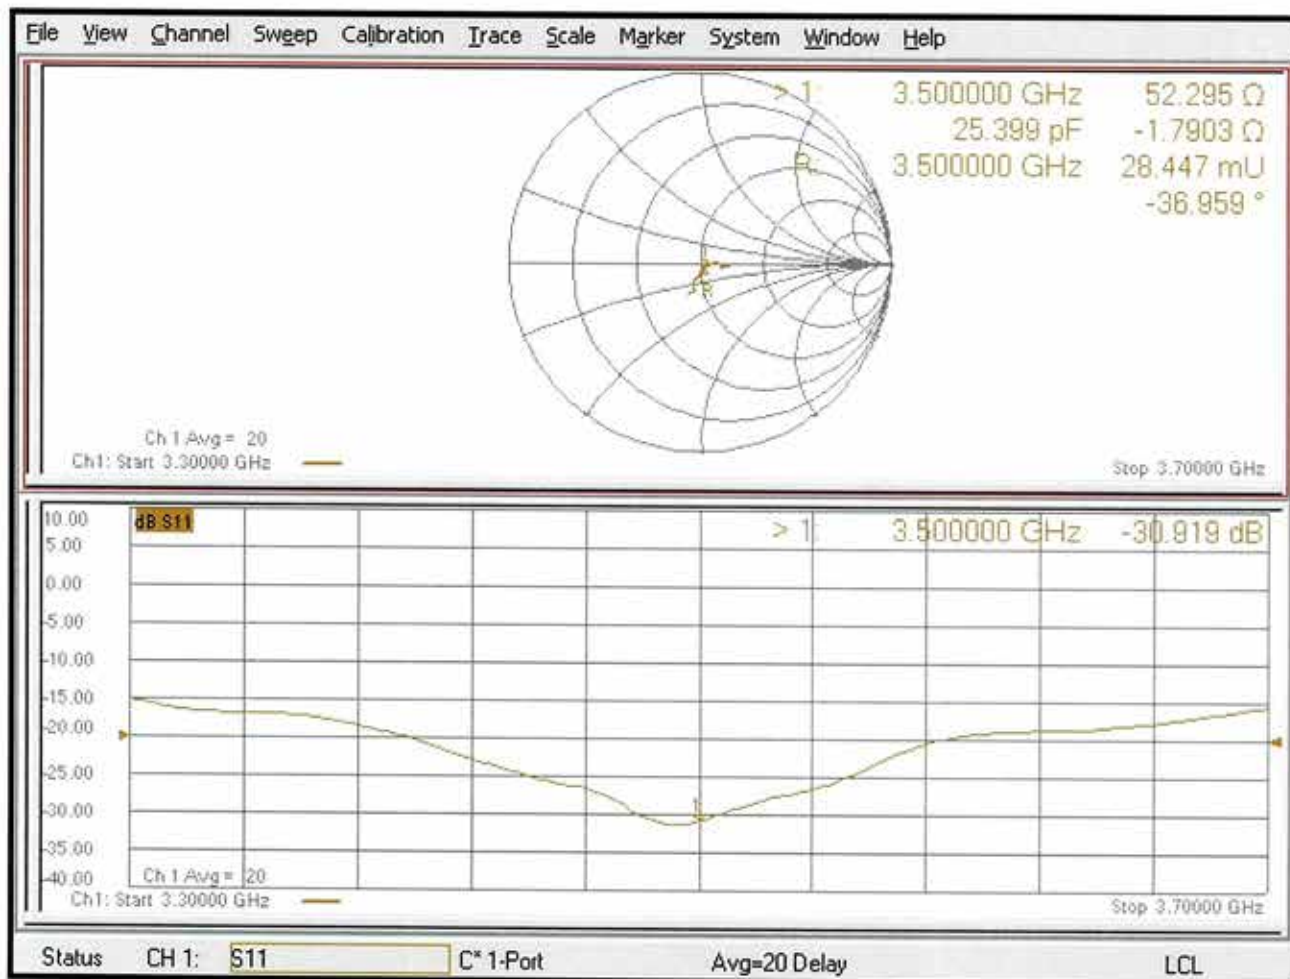 File View Channel Sweep Calibration Trace Scale Marker System Window Help
> 1: 3.500000 GHz 52.295 Ω
25.399 pF -1.7903 Ω
3.500000 GHz 28.447 mU
-36.959 °
Ch 1 Avg = 20
Ch1: Start 3.30000 GHz
Stop 3.70000 GHz
10.00
dB S11
> 1: 3.500000 GHz -30.919 dB
5.00
0.00
-5.00
-10.00
-15.00
-20.00
-25.00
-30.00
1
-35.00
-40.00
Ch 1 Avg = 20
Ch1: Start 3.30000 GHz
Stop 3.70000 GHz
Status CH 1: S11 C* 1-Port Avg=20 Delay LCL